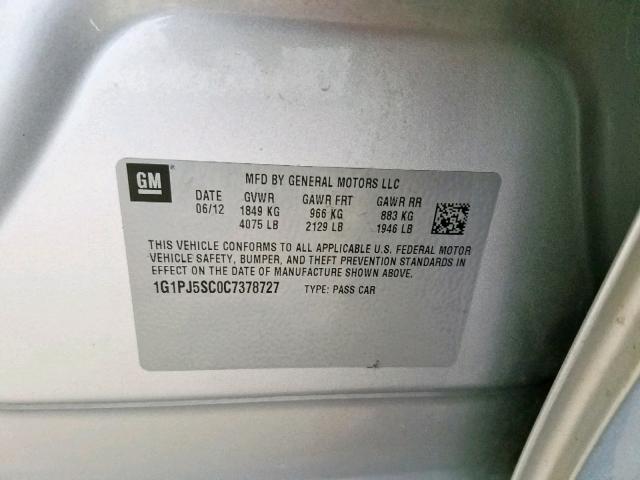 GM
MFD BY GENERAL MOTORS LLC
DATE GVWR GAWR FRT GAWR RR
06/12 1849 KG 966 KG 883 KG
4075 LB 2129 LB 1946 LB
THIS VEHICLE CONFORMS TO ALL APPLICABLE U.S. FEDERAL MOTOR
VEHICLE SAFETY, BUMPER, AND THEFT PREVENTION STANDARDS IN
EFFECT ON THE DATE OF MANUFACTURE SHOWN ABOVE.
1G1PJ5SC0C7378727 TYPE: PASS CAR